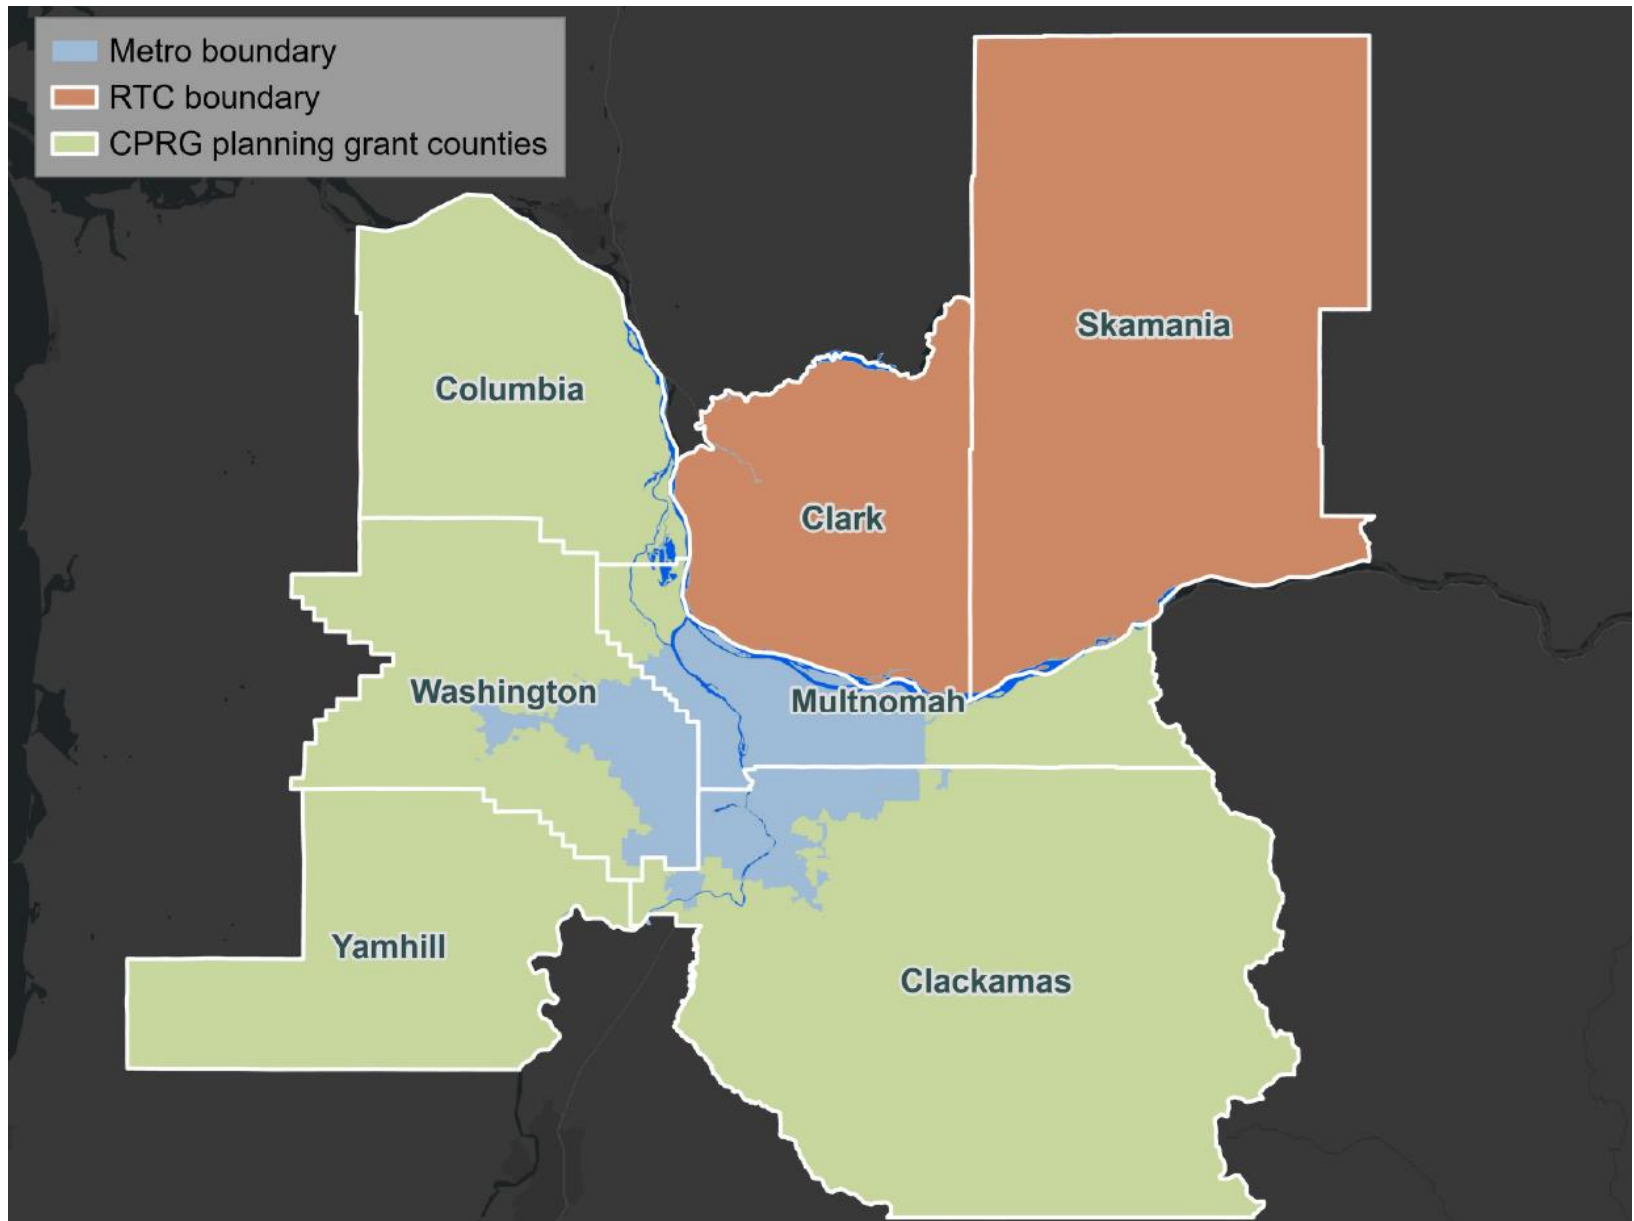 Metro boundary
RTC boundary
CPRG planning grant counties
Skamania
Columbia
Clark
Washington
Multnomah
Yamhill
Clackamas